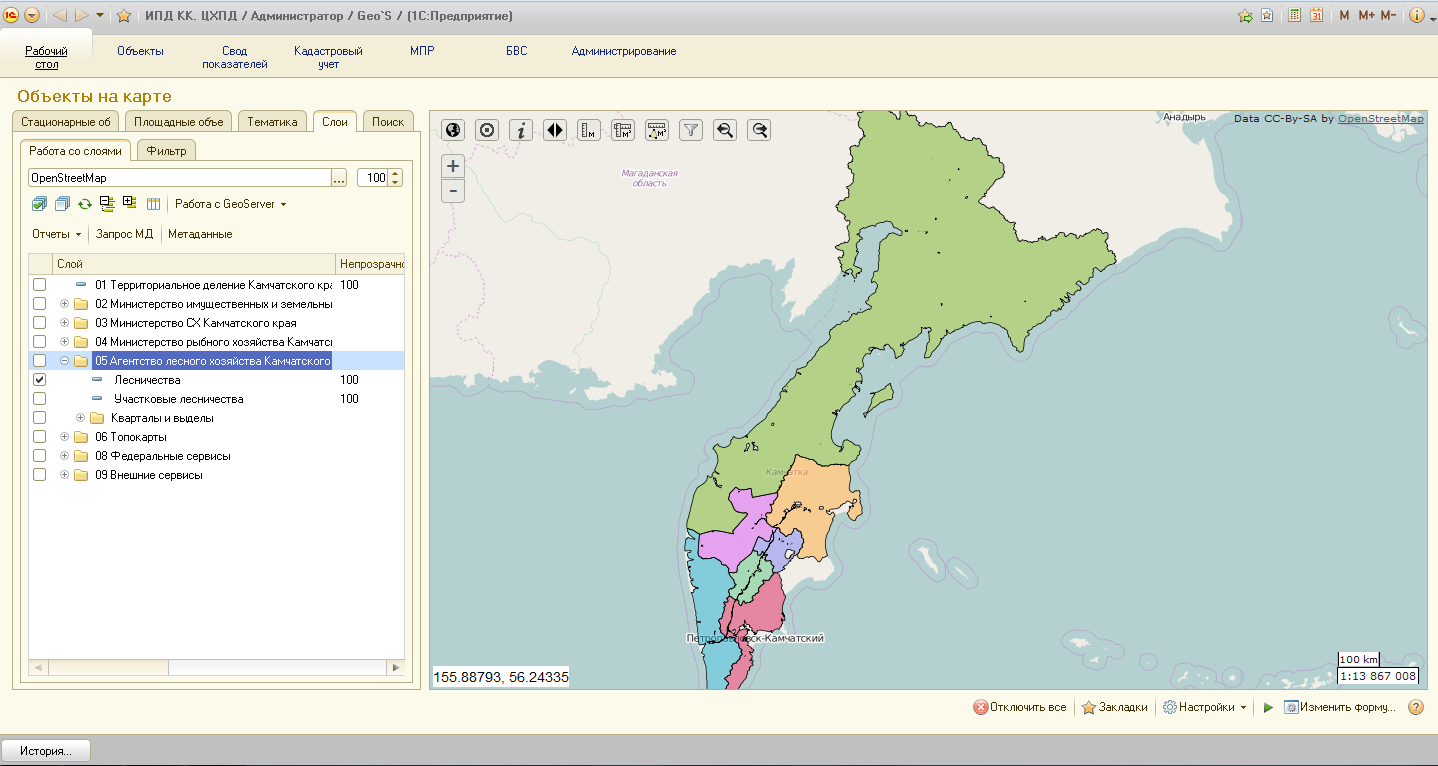 ИПД КК. ЦХПД / Администратор / Geo`S / (1С:Предприятие)
M M+ M-
Рабочий
стол
Объекты
Свод
показателей
Кадастровый
учет
МПР
БВС
Администрирование
Объекты на карте
Стационарные об
Площадные объе
Тематика
Слои
Поиск
Работа со слоями
Фильтр
OpenStreetMap
...
100
Работа с GeoServer
Отчеты
Запрос МД
Метаданные
Слой
Непрозрачно
01 Территориальное деление Камчатского кра 100
02 Министерство имущественных и земельны
03 Министерство СХ Камчатского края
04 Министерство рыбного хозяйства Камчатс
05 Агентство лесного хозяйства Камчатского
Лесничества 100
Участковые лесничества 100
Кварталы и выделы
06 Топокарты
08 Федеральные сервисы
09 Внешние сервисы
+
-
Анадырь
Data CC-By-SA by OpenStreetMap
Магаданская
область
Камчатка
Петропавловск-Камчатский
155.88793, 56.24335
100 km
1:13 867 008
Отключить все
Закладки
Настройки
Изменить форму...
История...